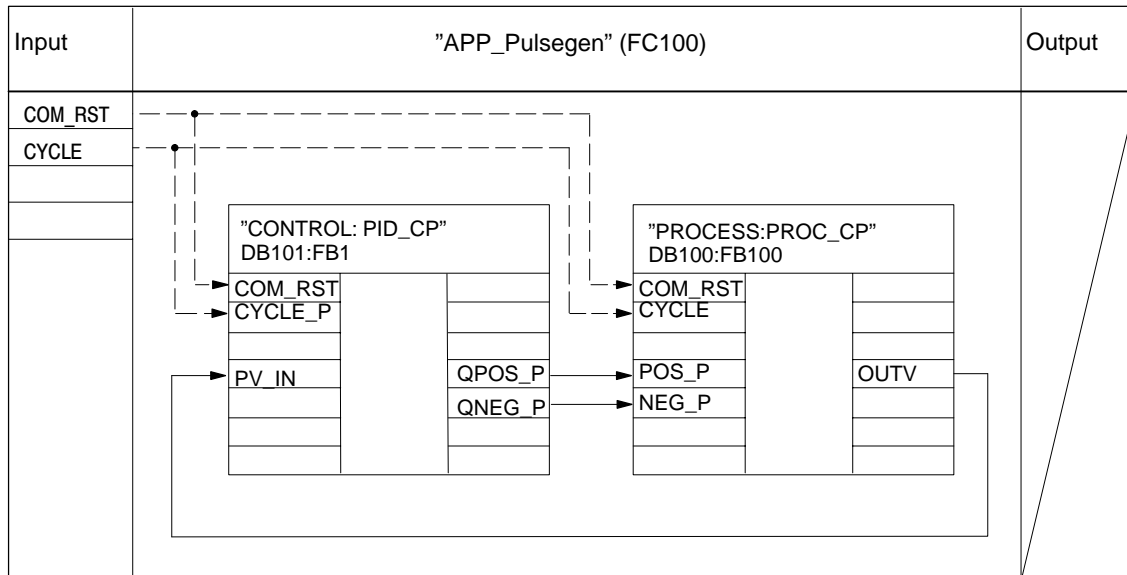 Input
”APP_Pulsegen” (FC100)
Output
COM_RST
CYCLE
”CONTROL: PID_CP”
DB101:FB1
COM_RST
CYCLE_P
PV_IN
QPOS_P
QNEG_P
”PROCESS:PROC_CP”
DB100:FB100
COM_RST
CYCLE
POS_P
NEG_P
OUTV